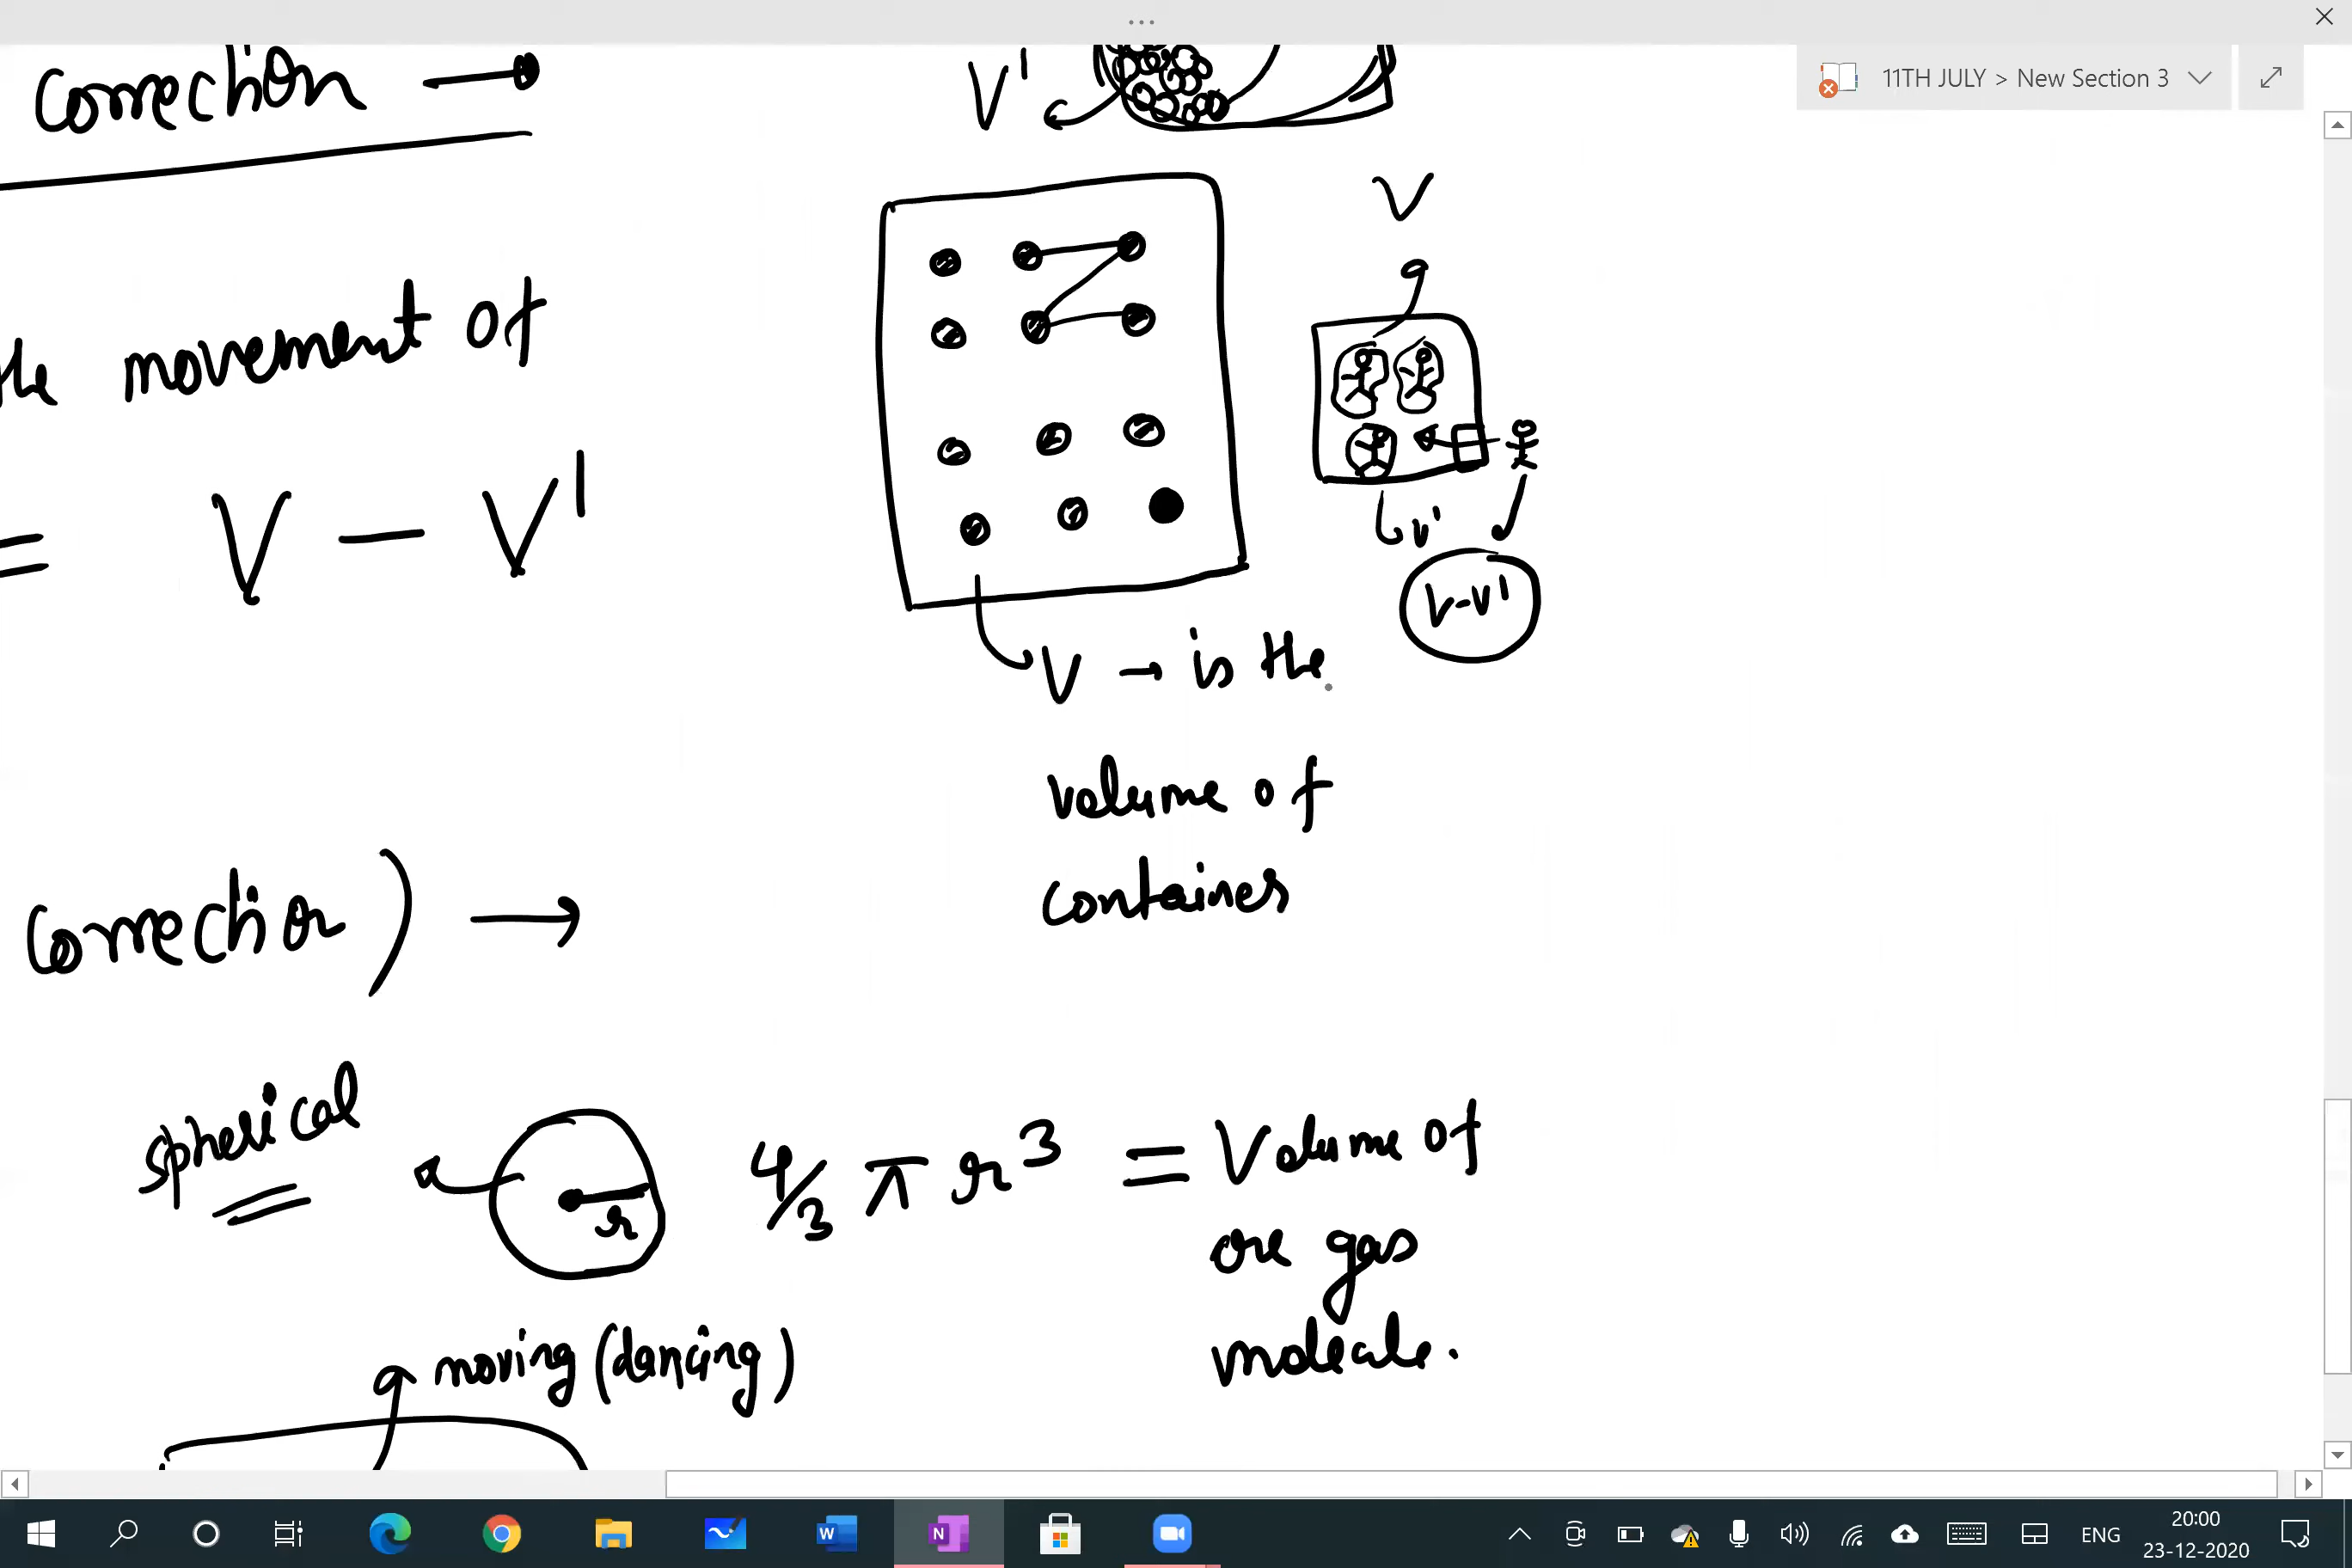 ...
11TH JULY > New Section 3
Correction →
V'
V
the movement of
= V - V'
V'
V-V'
V → is the
volume of
container
Correction) →
spherical
r
4/3 π r³ = Volume of
one gas
molecule.
moving (dancing)
W
N
ENG
20:00
23-12-2020